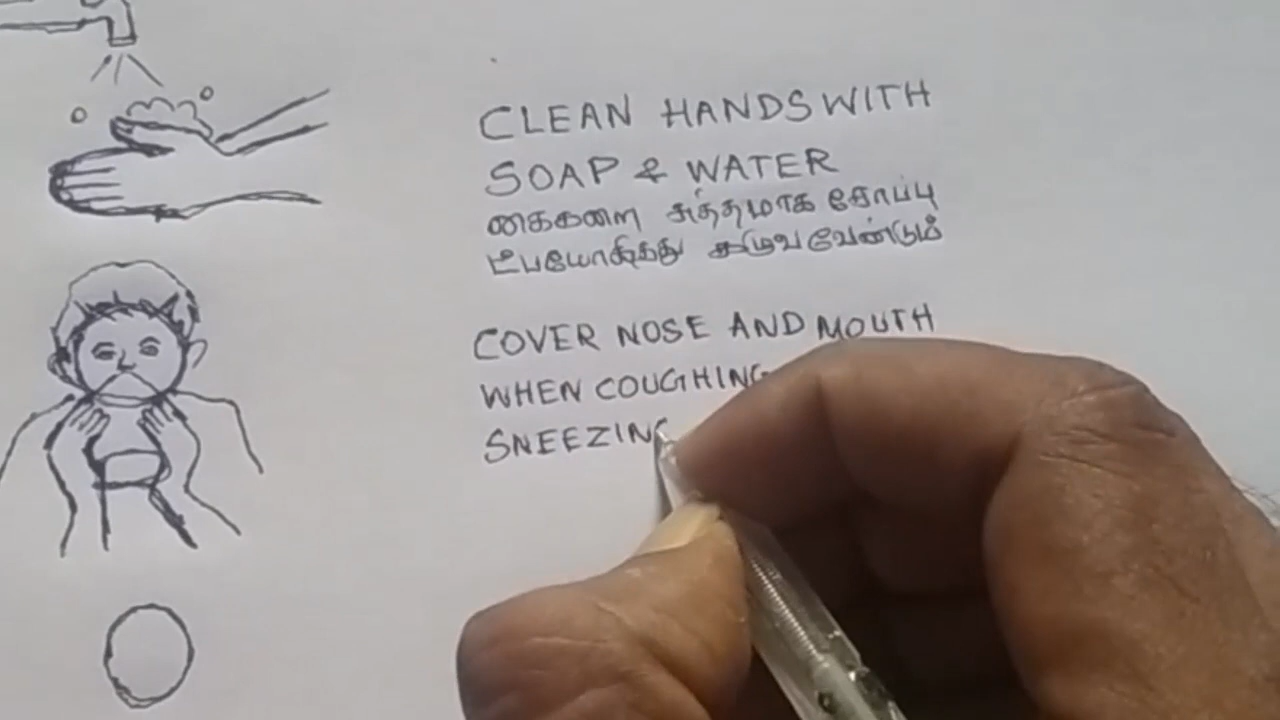 CLEAN HANDS WITH
SOAP & WATER
கைகளை சுத்தமாக சோப்பு
உபயோகித்து கழுவ வேண்டும்
COVER NOSE AND MOUTH
WHEN COUGHING
SNEEZING